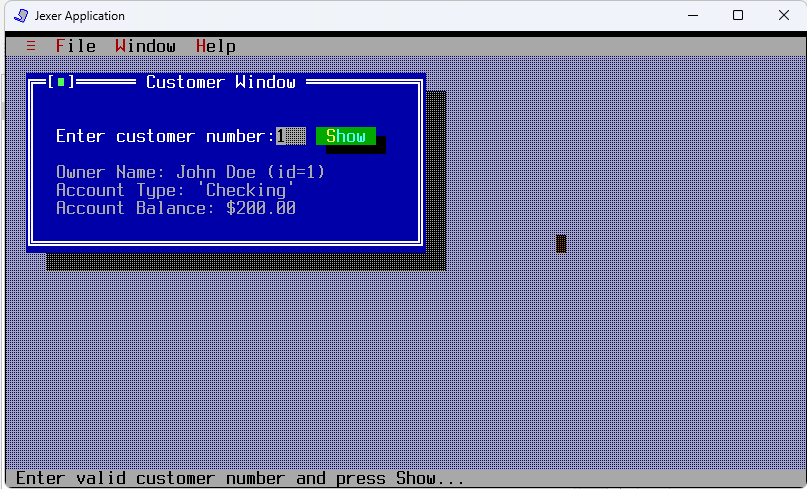 Jexer Application
≡ File Window Help
Customer Window
Enter customer number:1 Show
Owner Name: John Doe (id=1)
Account Type: 'Checking'
Account Balance: $200.00
Enter valid customer number and press Show...